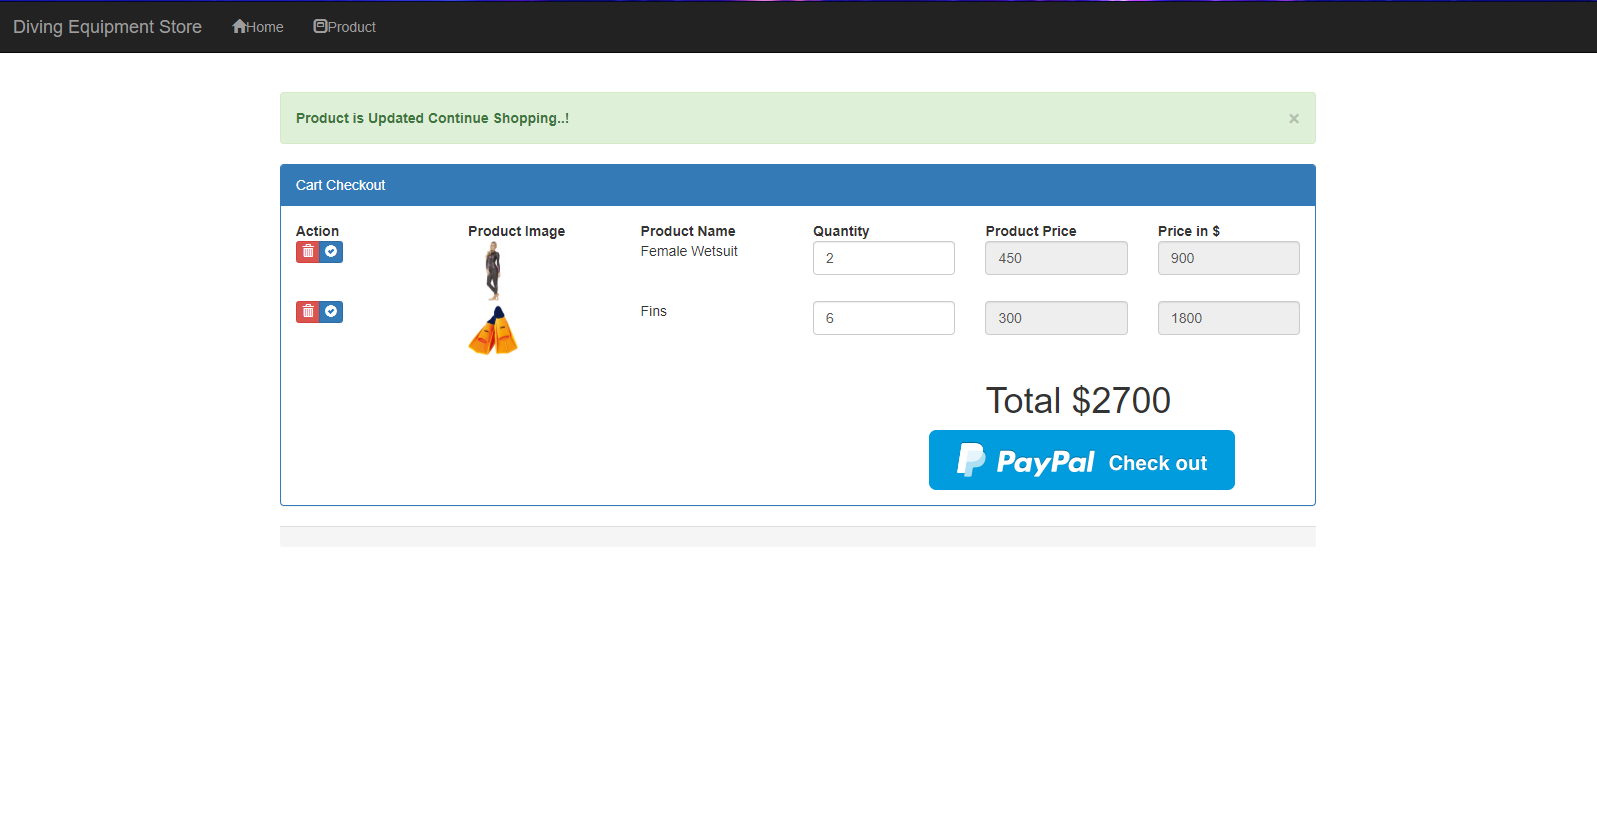 Diving Equipment Store Home Product
Product is Updated Continue Shopping..! ×
Cart Checkout
Action Product Image Product Name Quantity Product Price Price in $
Female Wetsuit 2 450 900
Fins 6 300 1800
Total $2700
PayPal Check out